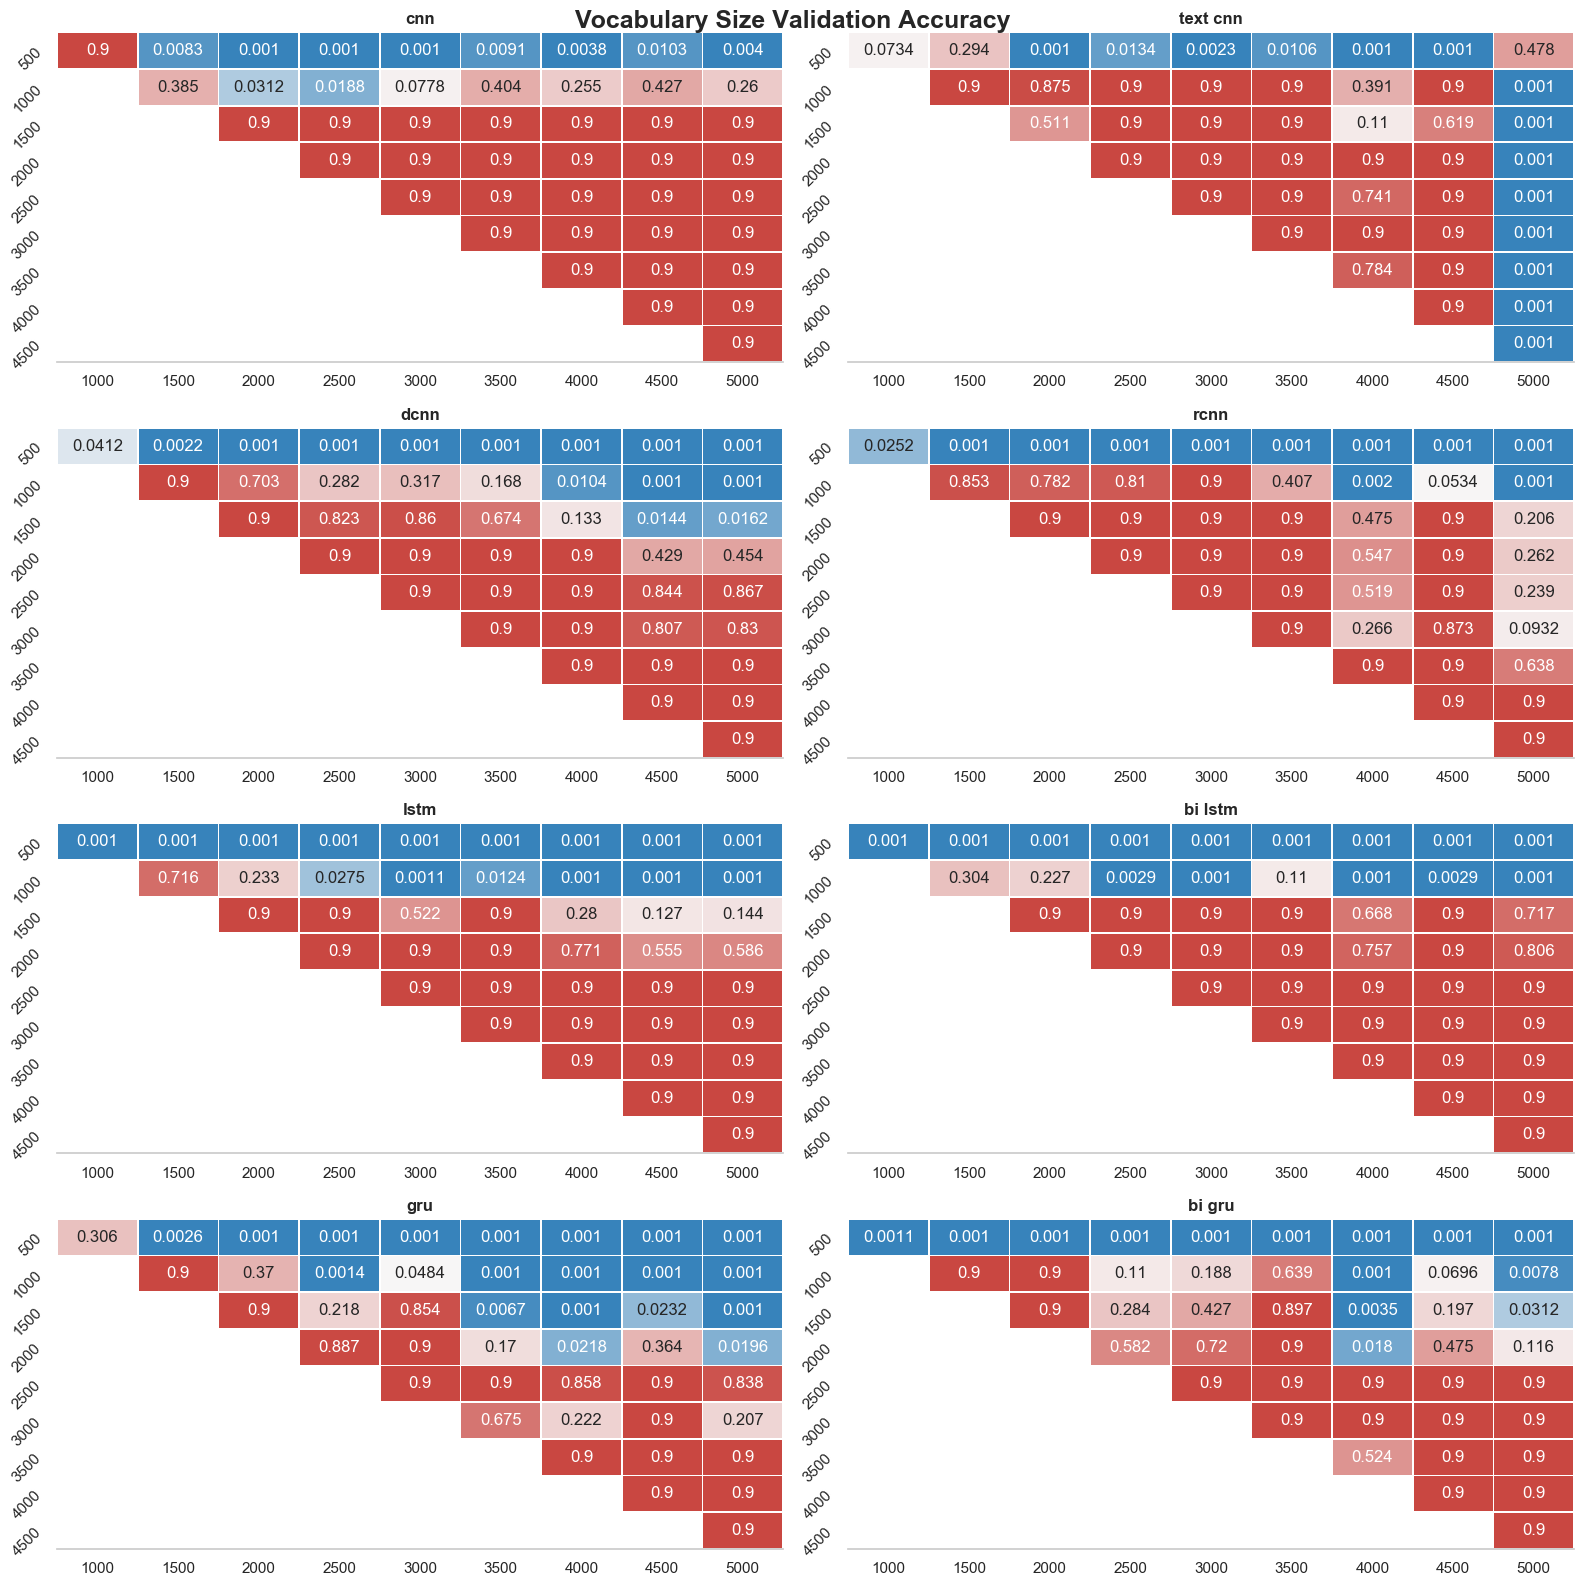 Vocabulary Size Validation Accuracy
cnn
500 0.9 0.0083 0.001 0.001 0.001 0.0091 0.0038 0.0103 0.004
1000 0.385 0.0312 0.0188 0.0778 0.404 0.255 0.427 0.26
1500 0.9 0.9 0.9 0.9 0.9 0.9 0.9
2000 0.9 0.9 0.9 0.9 0.9 0.9
2500 0.9 0.9 0.9 0.9 0.9
3000 0.9 0.9 0.9 0.9
3500 0.9 0.9 0.9
4000 0.9 0.9
4500 0.9
1000 1500 2000 2500 3000 3500 4000 4500 5000
text cnn
500 0.0734 0.294 0.001 0.0134 0.0023 0.0106 0.001 0.001 0.478
1000 0.9 0.875 0.9 0.9 0.9 0.391 0.9 0.001
1500 0.511 0.9 0.9 0.9 0.11 0.619 0.001
2000 0.9 0.9 0.9 0.9 0.9 0.001
2500 0.9 0.9 0.741 0.9 0.001
3000 0.9 0.9 0.9 0.001
3500 0.784 0.9 0.001
4000 0.9 0.001
4500 0.001
1000 1500 2000 2500 3000 3500 4000 4500 5000
dcnn
500 0.0412 0.0022 0.001 0.001 0.001 0.001 0.001 0.001 0.001
1000 0.9 0.703 0.282 0.317 0.168 0.0104 0.001 0.001
1500 0.9 0.823 0.86 0.674 0.133 0.0144 0.0162
2000 0.9 0.9 0.9 0.9 0.429 0.454
2500 0.9 0.9 0.9 0.844 0.867
3000 0.9 0.9 0.807 0.83
3500 0.9 0.9 0.9
4000 0.9 0.9
4500 0.9
1000 1500 2000 2500 3000 3500 4000 4500 5000
rcnn
500 0.0252 0.001 0.001 0.001 0.001 0.001 0.001 0.001 0.001
1000 0.853 0.782 0.81 0.9 0.407 0.002 0.0534 0.001
1500 0.9 0.9 0.9 0.9 0.475 0.9 0.206
2000 0.9 0.9 0.9 0.547 0.9 0.262
2500 0.9 0.9 0.519 0.9 0.239
3000 0.9 0.266 0.873 0.0932
3500 0.9 0.9 0.638
4000 0.9 0.9
4500 0.9
1000 1500 2000 2500 3000 3500 4000 4500 5000
lstm
500 0.001 0.001 0.001 0.001 0.001 0.001 0.001 0.001 0.001
1000 0.716 0.233 0.0275 0.0011 0.0124 0.001 0.001 0.001
1500 0.9 0.9 0.522 0.9 0.28 0.127 0.144
2000 0.9 0.9 0.9 0.771 0.555 0.586
2500 0.9 0.9 0.9 0.9 0.9
3000 0.9 0.9 0.9 0.9
3500 0.9 0.9 0.9
4000 0.9 0.9
4500 0.9
1000 1500 2000 2500 3000 3500 4000 4500 5000
bi lstm
500 0.001 0.001 0.001 0.001 0.001 0.001 0.001 0.001 0.001
1000 0.304 0.227 0.0029 0.001 0.11 0.001 0.0029 0.001
1500 0.9 0.9 0.9 0.9 0.668 0.9 0.717
2000 0.9 0.9 0.9 0.757 0.9 0.806
2500 0.9 0.9 0.9 0.9 0.9
3000 0.9 0.9 0.9 0.9
3500 0.9 0.9 0.9
4000 0.9 0.9
4500 0.9
1000 1500 2000 2500 3000 3500 4000 4500 5000
gru
500 0.306 0.0026 0.001 0.001 0.001 0.001 0.001 0.001 0.001
1000 0.9 0.37 0.0014 0.0484 0.001 0.001 0.001 0.001
1500 0.9 0.218 0.854 0.0067 0.001 0.0232 0.001
2000 0.887 0.9 0.17 0.0218 0.364 0.0196
2500 0.9 0.9 0.858 0.9 0.838
3000 0.675 0.222 0.9 0.207
3500 0.9 0.9 0.9
4000 0.9 0.9
4500 0.9
1000 1500 2000 2500 3000 3500 4000 4500 5000
bi gru
500 0.0011 0.001 0.001 0.001 0.001 0.001 0.001 0.001 0.001
1000 0.9 0.9 0.11 0.188 0.639 0.001 0.0696 0.0078
1500 0.9 0.284 0.427 0.897 0.0035 0.197 0.0312
2000 0.582 0.72 0.9 0.018 0.475 0.116
2500 0.9 0.9 0.9 0.9 0.9
3000 0.9 0.9 0.9 0.9
3500 0.524 0.9 0.9
4000 0.9 0.9
4500 0.9
1000 1500 2000 2500 3000 3500 4000 4500 5000